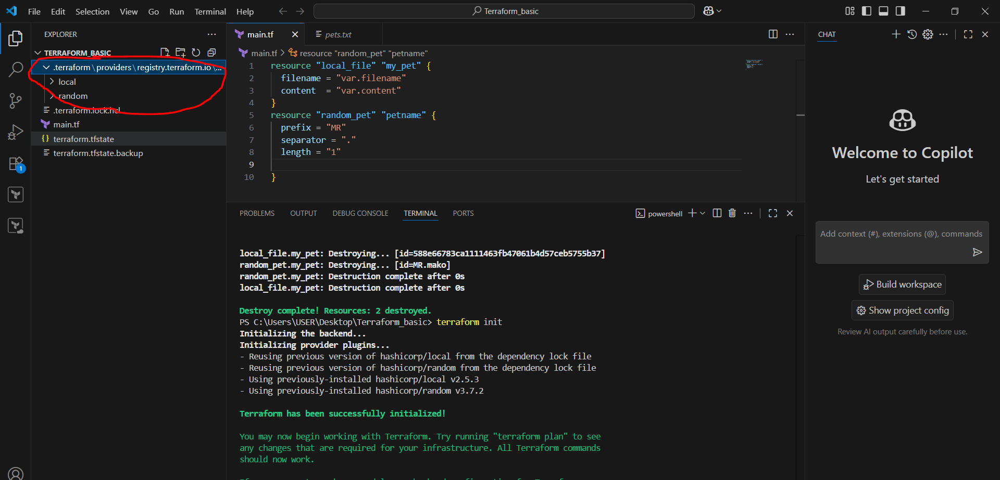 File Edit Selection View Go Run Terminal Help
Terraform_basic
EXPLORER
TERRAFORM_BASIC
.terraform\providers\registry.terraform.io\...
local
random
.terraform.lock.hcl
main.tf
terraform.tfstate
terraform.tfstate.backup
1
main.tf
pets.txt
main.tf > resource "random_pet" "petname"
1 resource "local_file" "my_pet" {
2 filename = "var.filename"
3 content  = "var.content"
4 }
5 resource "random_pet" "petname" {
6 prefix = "MR"
7 separator = "."
8 length = "1"
9
10 }
PROBLEMS OUTPUT DEBUG CONSOLE TERMINAL PORTS
powershell
local_file.my_pet: Destroying... [id=588e66783ca1111463fb47061b4d57ceb5755b37]
random_pet.my_pet: Destroying... [id=MR.mako]
random_pet.my_pet: Destruction complete after 0s
local_file.my_pet: Destruction complete after 0s
Destroy complete! Resources: 2 destroyed.
PS C:\Users\USER\Desktop\Terraform_basic> terraform init
Initializing the backend...
Initializing provider plugins...
- Reusing previous version of hashicorp/local from the dependency lock file
- Reusing previous version of hashicorp/random from the dependency lock file
- Using previously-installed hashicorp/local v2.5.3
- Using previously-installed hashicorp/random v3.7.2
Terraform has been successfully initialized!
You may now begin working with Terraform. Try running "terraform plan" to see
any changes that are required for your infrastructure. All Terraform commands
should now work.
CHAT
Welcome to Copilot
Let's get started
Add context (#), extensions (@), commands
Build workspace
Show project config
Review AI output carefully before use.